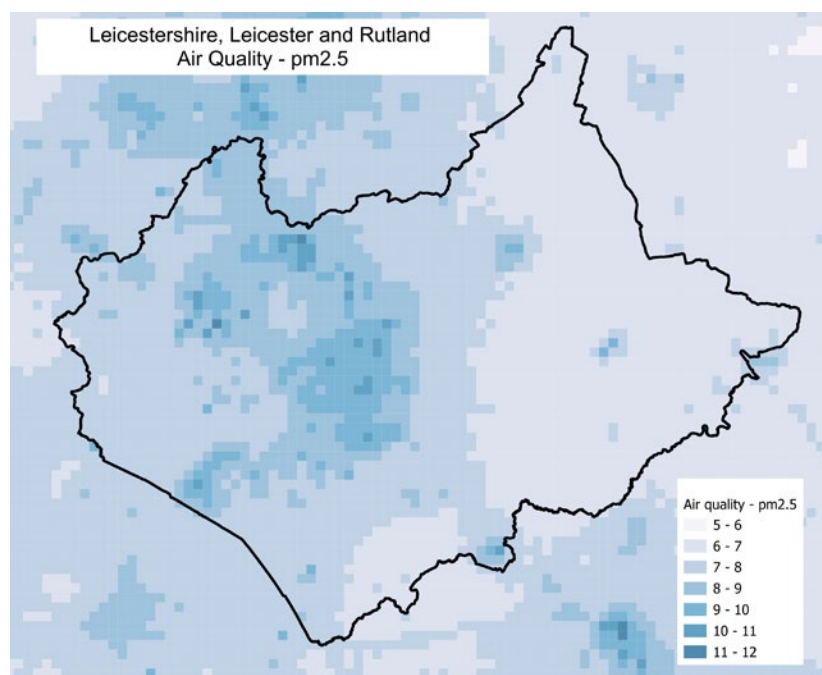 Leicestershire, Leicester and Rutland
Air Quality - pm2.5
Air quality - pm2.5
5 - 6
6 - 7
7 - 8
8 - 9
9 - 10
10 - 11
11 - 12